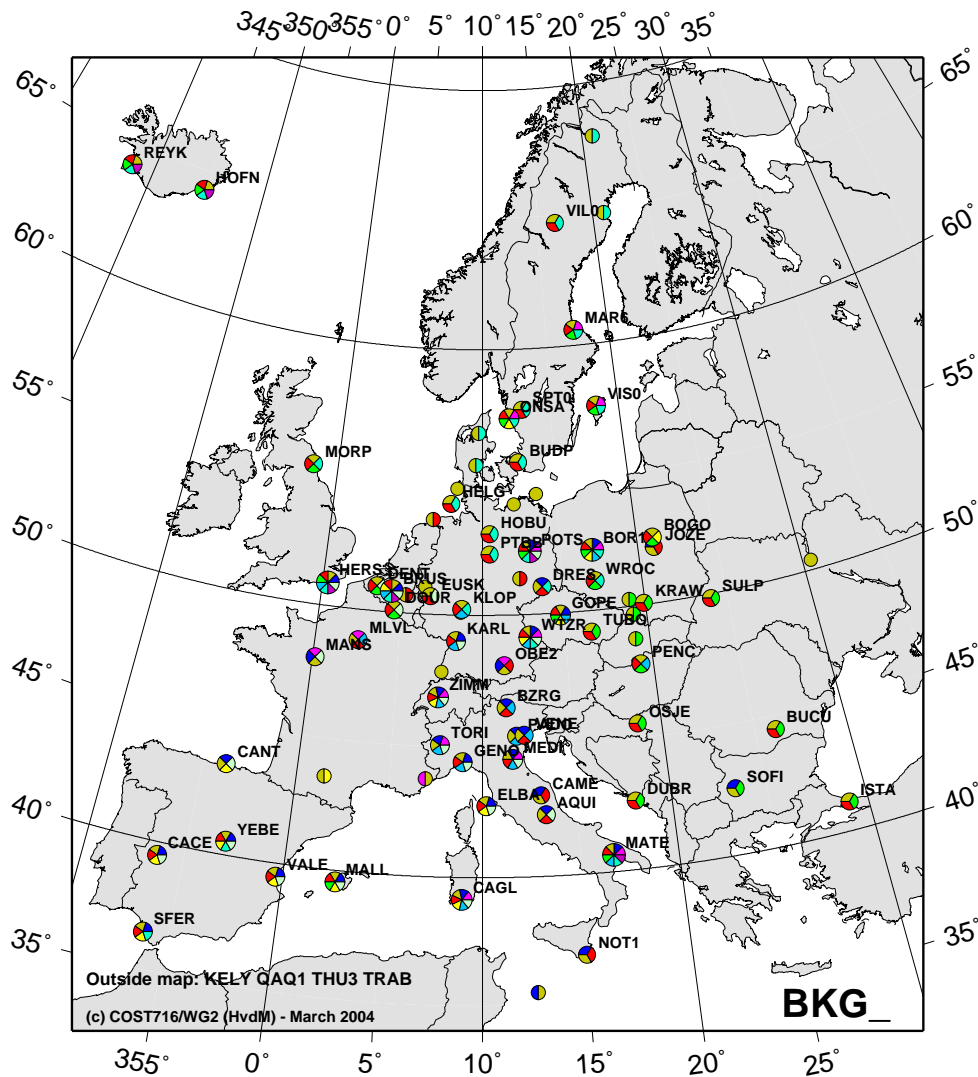 345° 350° 355° 0° 5° 10° 15° 20° 25° 30° 35°
65° 65°
REYK
HOFN
VIL0
60° 60°
MAR6
55° 55°
SPT0
ONSA
VIS0
MORP
BUDP
HELG
50° 50°
HOBU
BOGO
JOZE
PTBB
POTS
BOR1
HERS
DENT
BRUS
EUSK
DRES
WROC
DOUR
KLOP
GOPE
KRAW
SULP
MLVL
KARL
WTZR
TUBO
45° 45°
MANS
OBE2
PENC
ZIMM
BZRG
OSJE
BUCU
TORI
VENE
CANT
GENO
MEDI
SOFI
ISTA
40° 40°
ELBA
CAME
DUBR
AQUI
YEBE
CACE
MATE
VALE
MALL
CAGL
SFER
35° 35°
NOT1
Outside map: KELY QAQ1 THU3 TRAB
(c) COST716/WG2 (HvdM) - March 2004
BKG_
355° 0° 5° 10° 15° 20° 25°